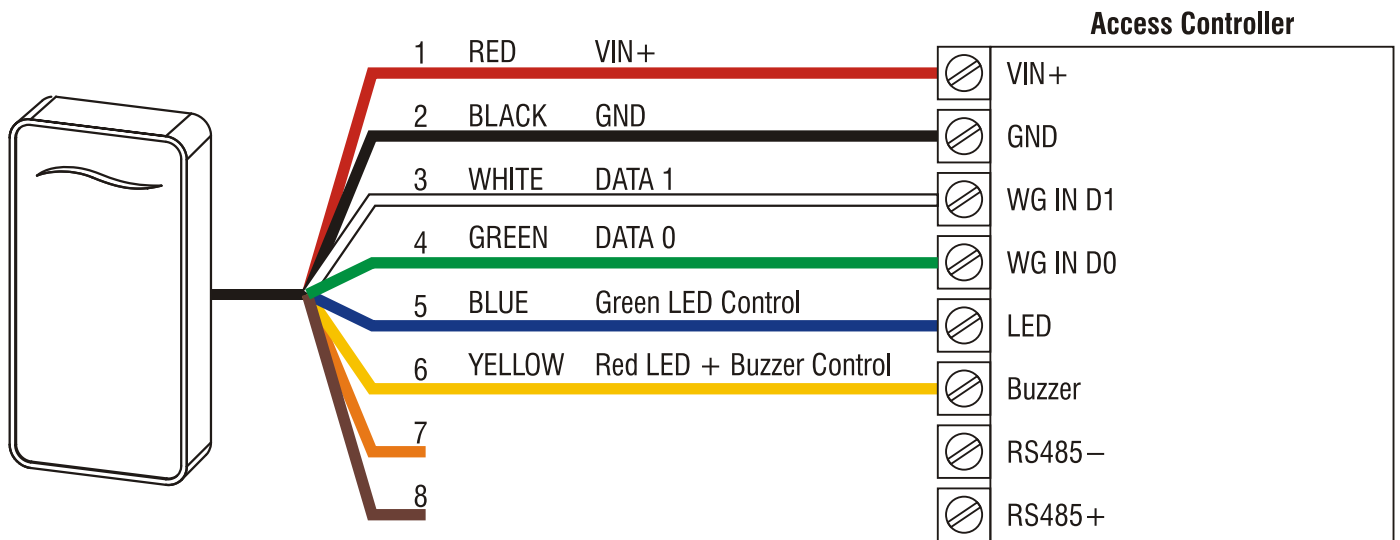 Access Controller
1 RED VIN+ VIN+
2 BLACK GND GND
3 WHITE DATA 1 WG IN D1
4 GREEN DATA 0 WG IN D0
5 BLUE Green LED Control LED
6 YELLOW Red LED + Buzzer Control Buzzer
7 RS485−
8 RS485+